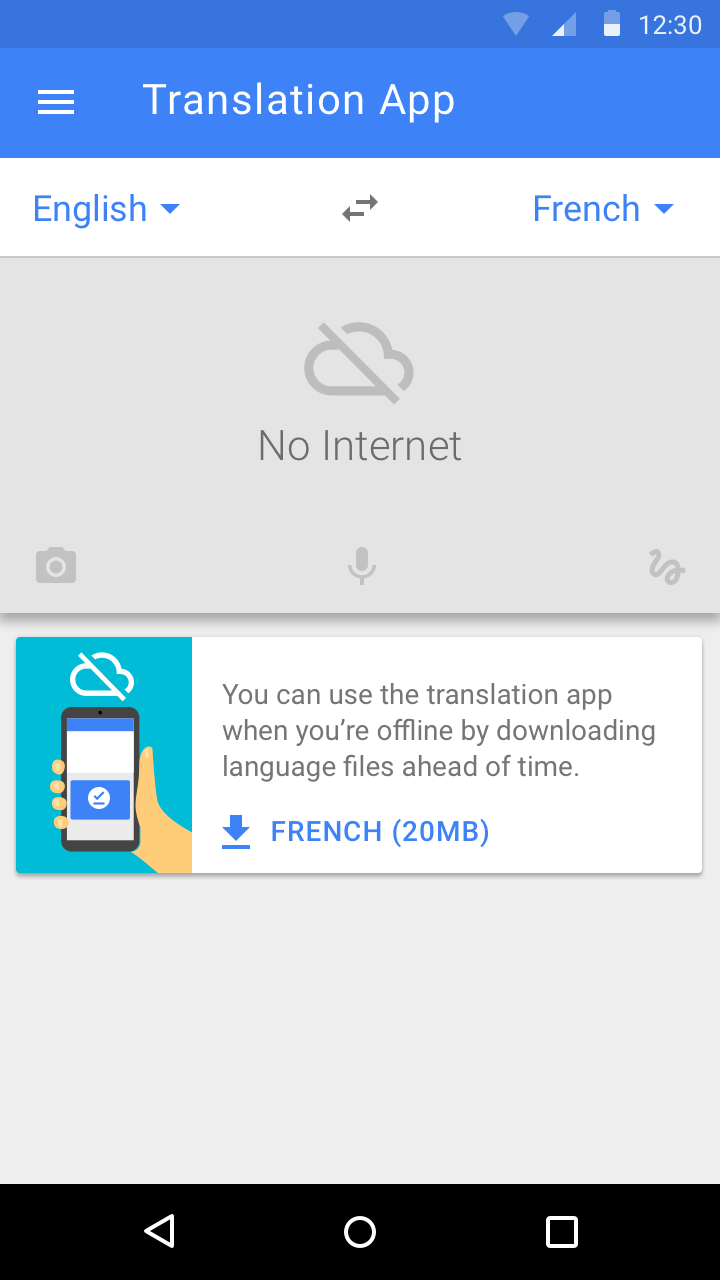 12:30
Translation App
English French
No Internet
You can use the translation app
when you’re offline by downloading
language files ahead of time.
FRENCH (20MB)